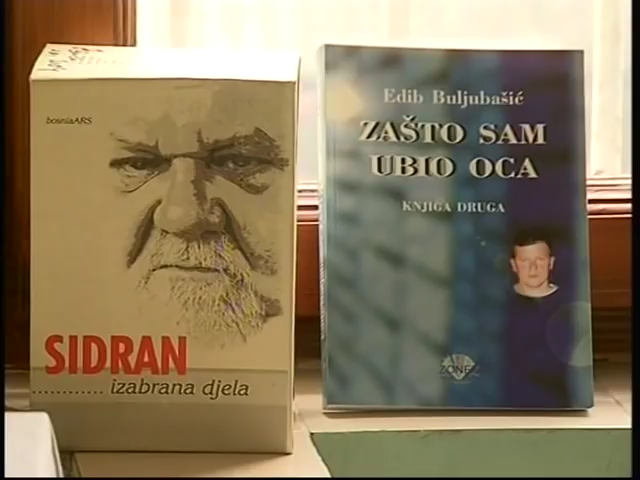 bosniaARS
SIDRAN
............ izabrana djela
Edib Buljubašić
ZAŠTO SAM
UBIO OCA
KNJIGA DRUGA
ZONEX